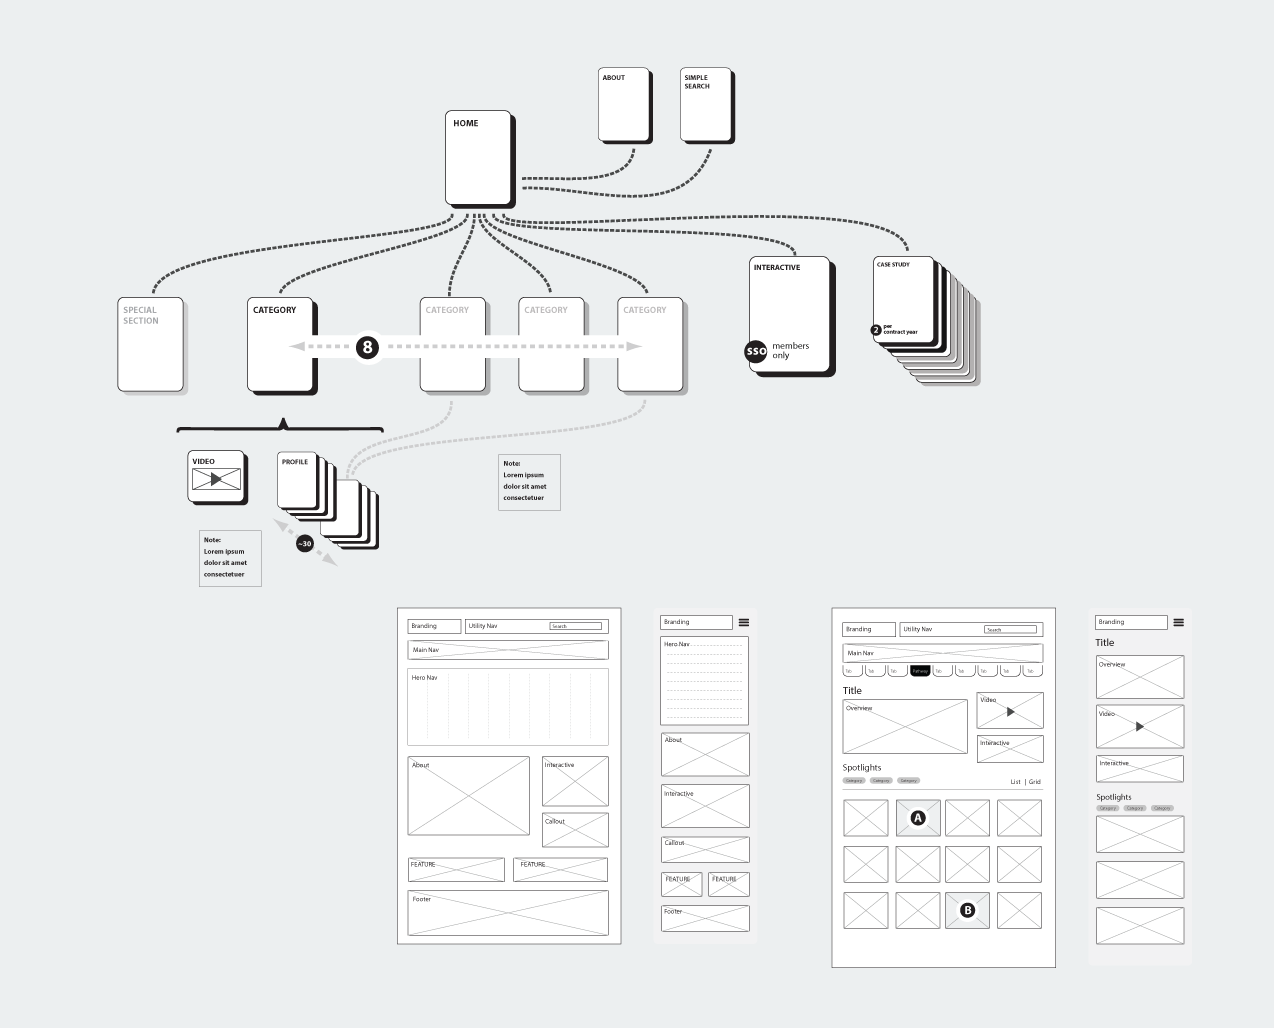 ABOUT
SIMPLE
SEARCH
HOME
SPECIAL
SECTION
CATEGORY
8
CATEGORY
CATEGORY
CATEGORY
INTERACTIVE
SSO
members
only
CASE STUDY
2
per
contract year
VIDEO
PROFILE
~30
Note:
Lorem ipsum
dolor sit amet
consectetuer
Note:
Lorem ipsum
dolor sit amet
consectetuer
Branding
Utility Nav
Search
Main Nav
Hero Nav
About
Interactive
Callout
FEATURE
FEATURE
Footer
Branding
Hero Nav
About
Interactive
Callout
FEATURE
FEATURE
Footer
Branding
Utility Nav
Search
Main Nav
Tab
Tab
Tab
Pathway
Tab
Tab
Tab
Tab
Tab
Title
Overview
Video
Interactive
Spotlights
Category
Category
Category
List | Grid
A
B
Branding
Title
Overview
Video
Interactive
Spotlights
Category
Category
Category